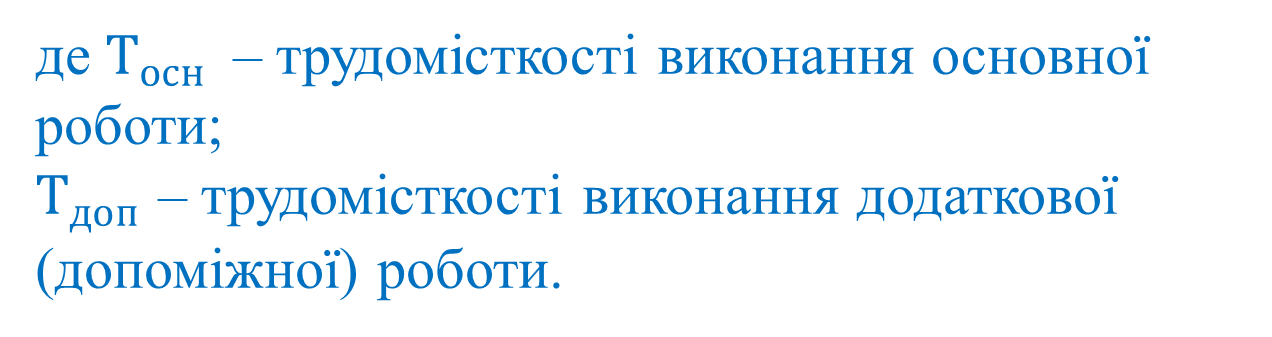 де Тосн – трудомісткості виконання основної
роботи;
Тдоп – трудомісткості виконання додаткової
(допоміжної) роботи.